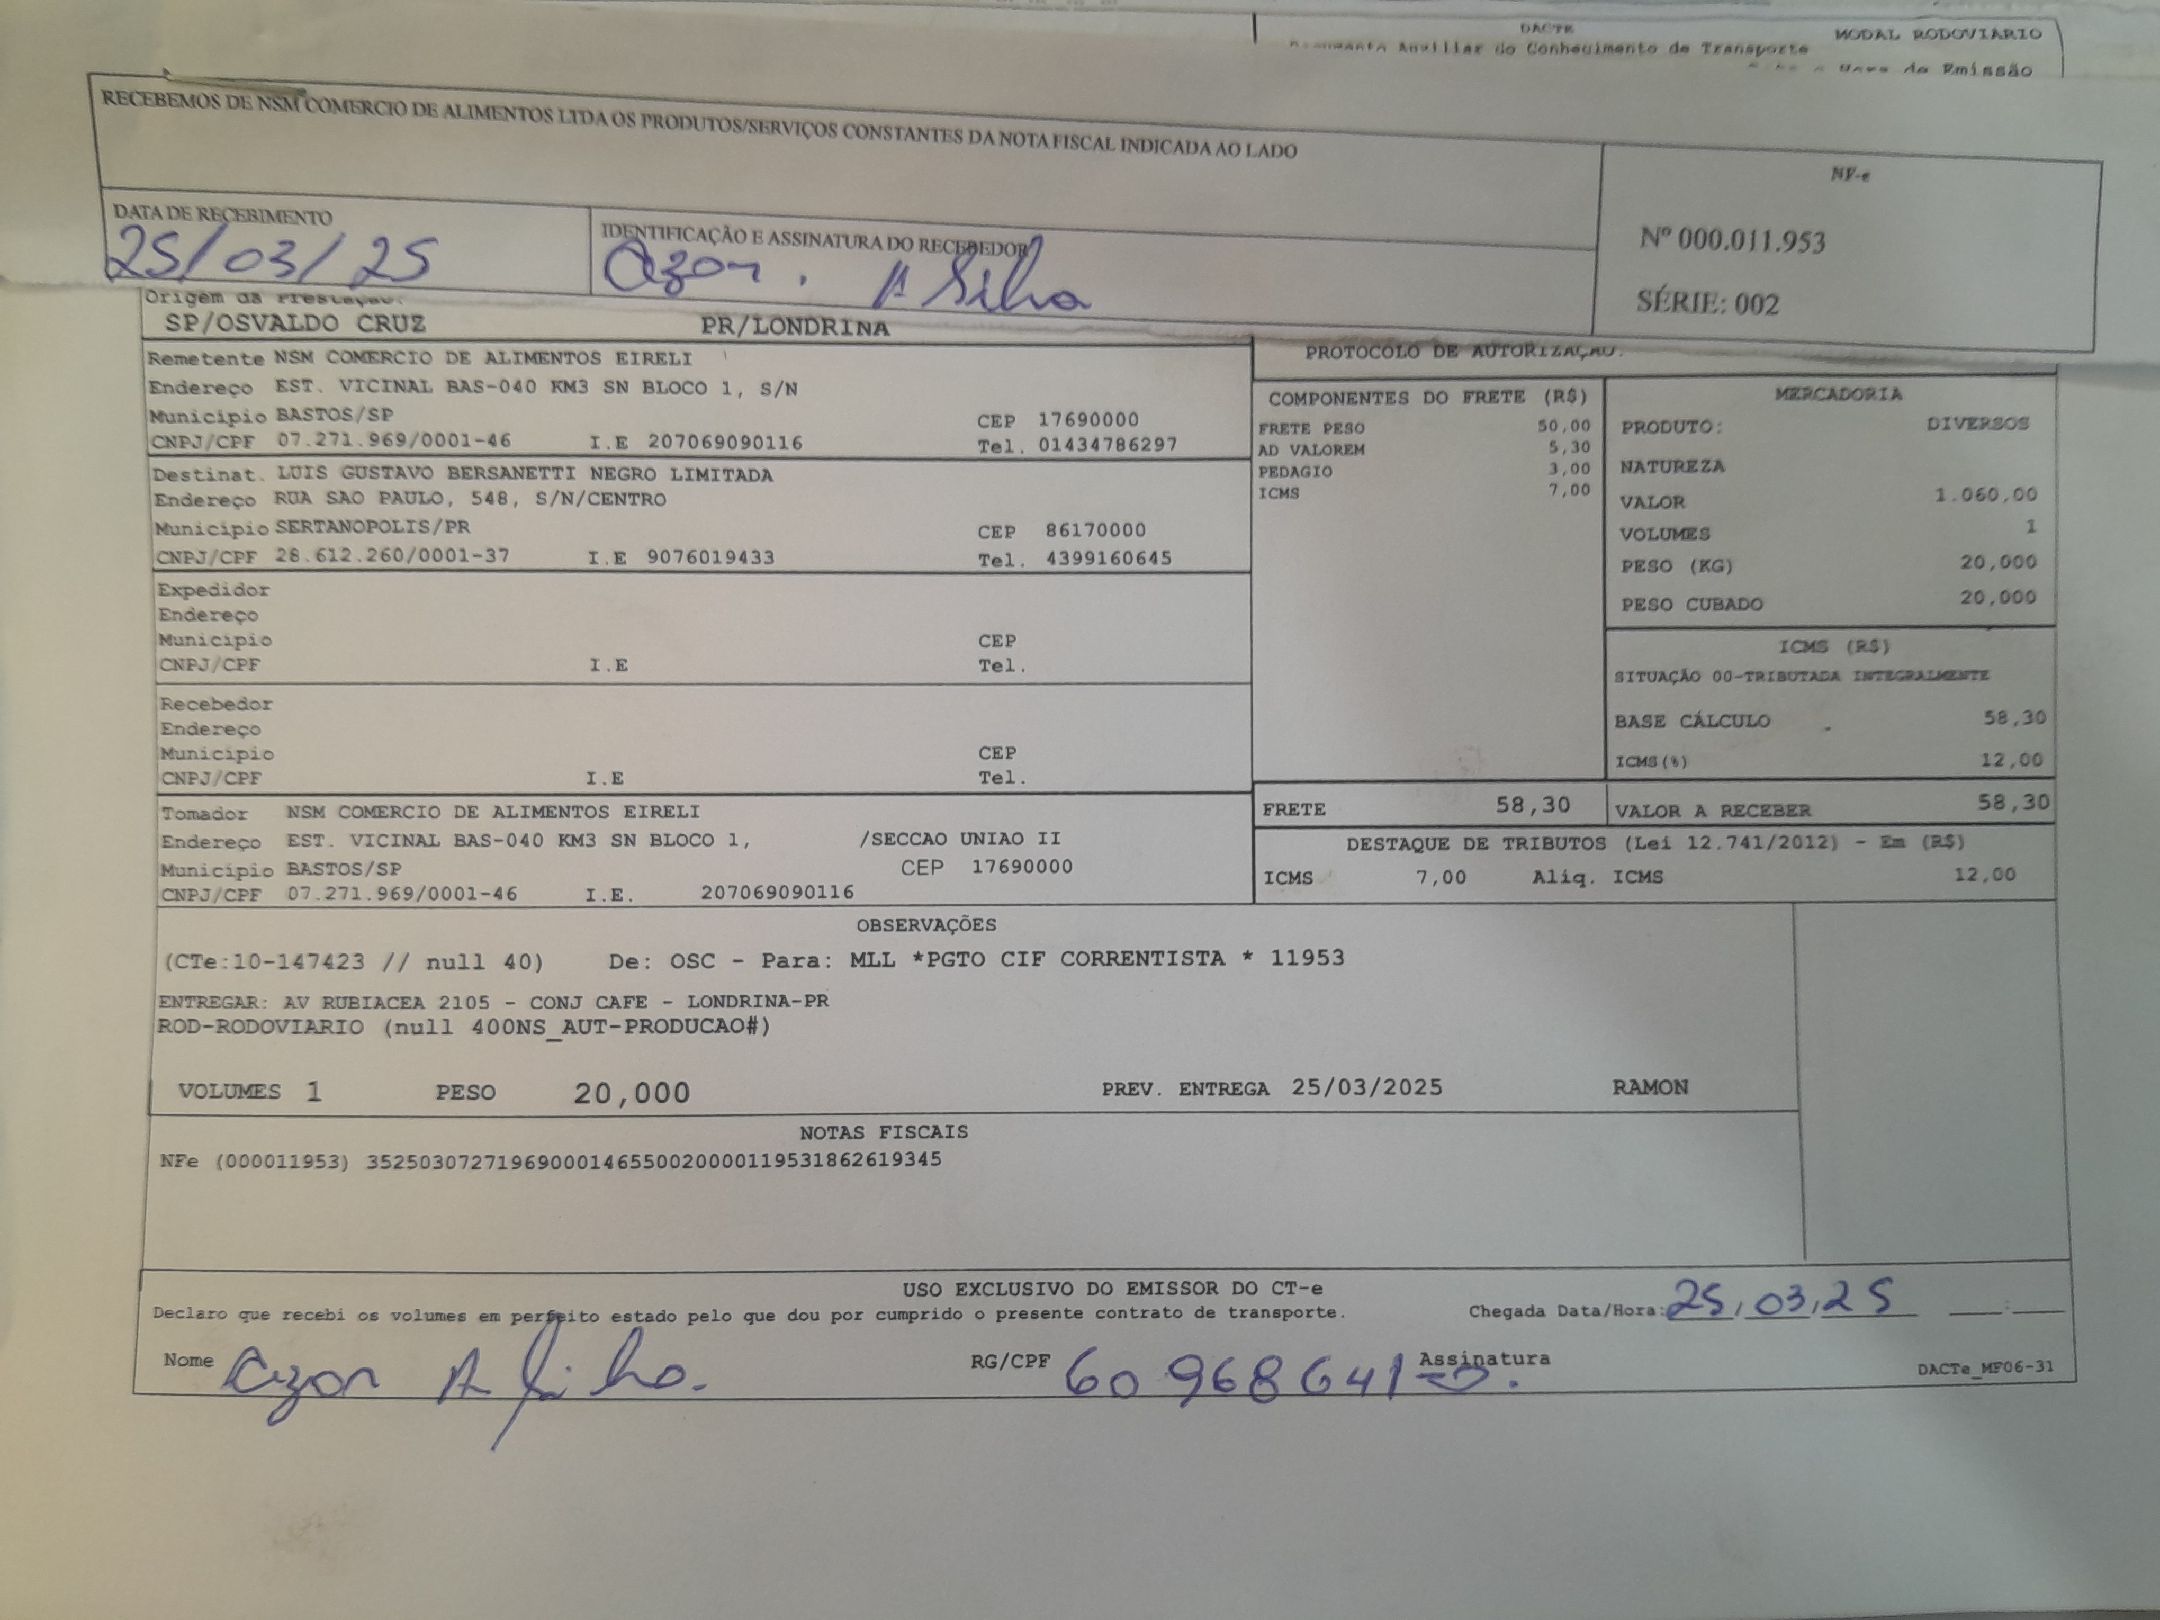 DACTE
MODAL RODOVIÁRIO
Documento Auxiliar do Conhecimento de Transporte
Emissão
RECEBEMOS DE NSM COMERCIO DE ALIMENTOS LTDA OS PRODUTOS/SERVIÇOS CONSTANTES DA NOTA FISCAL INDICADA AO LADO
NF-e
Nº 000.011.953
SÉRIE: 002
DATA DE RECEBIMENTO
25/03/25
IDENTIFICAÇÃO E ASSINATURA DO RECEBEDOR
A Silva
Origem da Prestação:
SP/OSVALDO CRUZ PR/LONDRINA
PROTOCOLO DE AUTORIZAÇÃO:
Remetente NSM COMERCIO DE ALIMENTOS EIRELI
Endereço EST. VICINAL BAS-040 KM3 SN BLOCO 1, S/N
Município BASTOS/SP CEP 17690000
CNPJ/CPF 07.271.969/0001-46 I.E 207069090116 Tel. 01434786297
Destinat. LUIS GUSTAVO BERSANETTI NEGRO LIMITADA
Endereço RUA SAO PAULO, 548, S/N/CENTRO
Município SERTANOPOLIS/PR CEP 86170000
CNPJ/CPF 28.612.260/0001-37 I.E 9076019433 Tel. 4399160645
Expedidor
Endereço
Município CEP
CNPJ/CPF I.E Tel.
Recebedor
Endereço
Município CEP
CNPJ/CPF I.E Tel.
Tomador NSM COMERCIO DE ALIMENTOS EIRELI
Endereço EST. VICINAL BAS-040 KM3 SN BLOCO 1, /SECCAO UNIAO II
Município BASTOS/SP CEP 17690000
CNPJ/CPF 07.271.969/0001-46 I.E. 207069090116
COMPONENTES DO FRETE (R$)
FRETE PESO 50,00
AD VALOREM 5,30
PEDAGIO 3,00
ICMS 7,00
MERCADORIA
PRODUTO: DIVERSOS
NATUREZA
VALOR 1.060,00
VOLUMES 1
PESO (KG) 20,000
PESO CUBADO 20,000
ICMS (R$)
SITUAÇÃO 00-TRIBUTADA INTEGRALMENTE
BASE CÁLCULO 58,30
ICMS(%) 12,00
FRETE 58,30 VALOR A RECEBER 58,30
DESTAQUE DE TRIBUTOS (Lei 12.741/2012) - Em (R$)
ICMS 7,00 Aliq. ICMS 12,00
OBSERVAÇÕES
(CTe:10-147423 // null 40) De: OSC - Para: MLL *PGTO CIF CORRENTISTA * 11953
ENTREGAR: AV RUBIACEA 2105 - CONJ CAFE - LONDRINA-PR
ROD-RODOVIARIO (null 400NS_AUT-PRODUCAO#)
VOLUMES 1 PESO 20,000 PREV. ENTREGA 25/03/2025 RAMON
NOTAS FISCAIS
NFe (000011953) 35250307271969000146550020000119531862619345
USO EXCLUSIVO DO EMISSOR DO CT-e
Declaro que recebi os volumes em perfeito estado pelo que dou por cumprido o presente contrato de transporte. Chegada Data/Hora: 25/03/25 __:__
Nome RG/CPF 60968641 Assinatura
DACTe_MF06-31